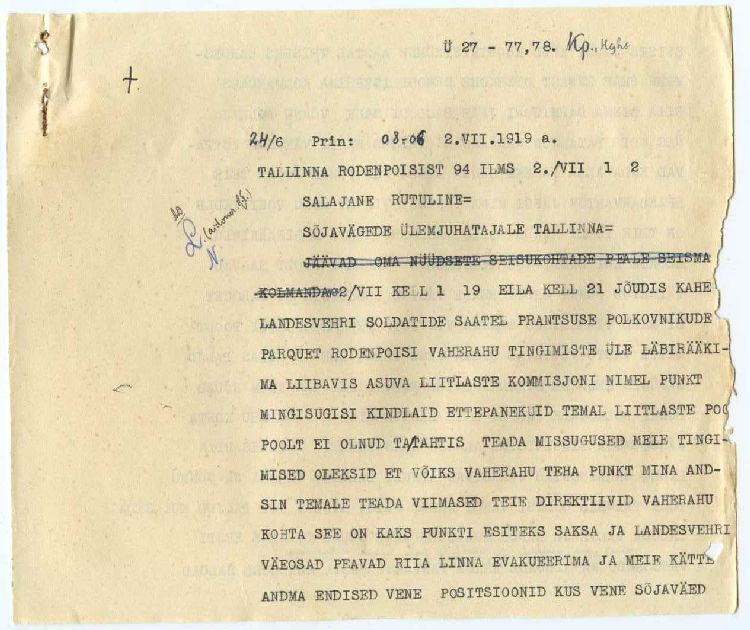 Ü 27 - 77,78. Kp., Kghs
24/6 Prin: 08.06 2.VII.1919 a.
TALLINNA RODENPOISIST 94 ILMS 2./VII 1 2
SALAJANE RUTULINE=
SÕJAVÄGEDE ÜLEMJUHATAJALE TALLINNA=
JÄÄVAD OMA NÜÜDSETE SEISUKOHTADE PEALE SEISMA
KOLMANDA 2/VII KELL 1 19 EILA KELL 21 JÕUDIS KAHE
LANDESVEHRI SOLDATIDE SAATEL PRANTSUSE POLKOVNIKUDE
PARQUET RODENPOISI VAHERAHU TINGIMISTE ÜLE LÄBIRÄÄKI-
MA LIIBAVIS ASUVA LIITLASTE KOMMISJONI NIMEL PUNKT
MINGISUGISI KINDLAID ETTEPANEKUID TEMAL LIITLASTE POO
POOLT EI OLNUD TA TAHTIS TEADA MISSUGUSED MEIE TINGI-
MISED OLEKSID ET VÕIKS VAHERAHU TEHA PUNKT MINA AND-
SIN TEMALE TEADA VIIMASED TEIE DIREKTIIVID VAHERAHU
KOHTA SEE ON KAKS PUNKTI ESITEKS SAKSA JA LANDESVEHRI
VÄEOSAD PEAVAD RIIA LINNA EVAKUEERIMA JA MEIE KÄTTE
ANDMA ENDISED VENE POSITSIOONID KUS VENE SÕJAVÄED